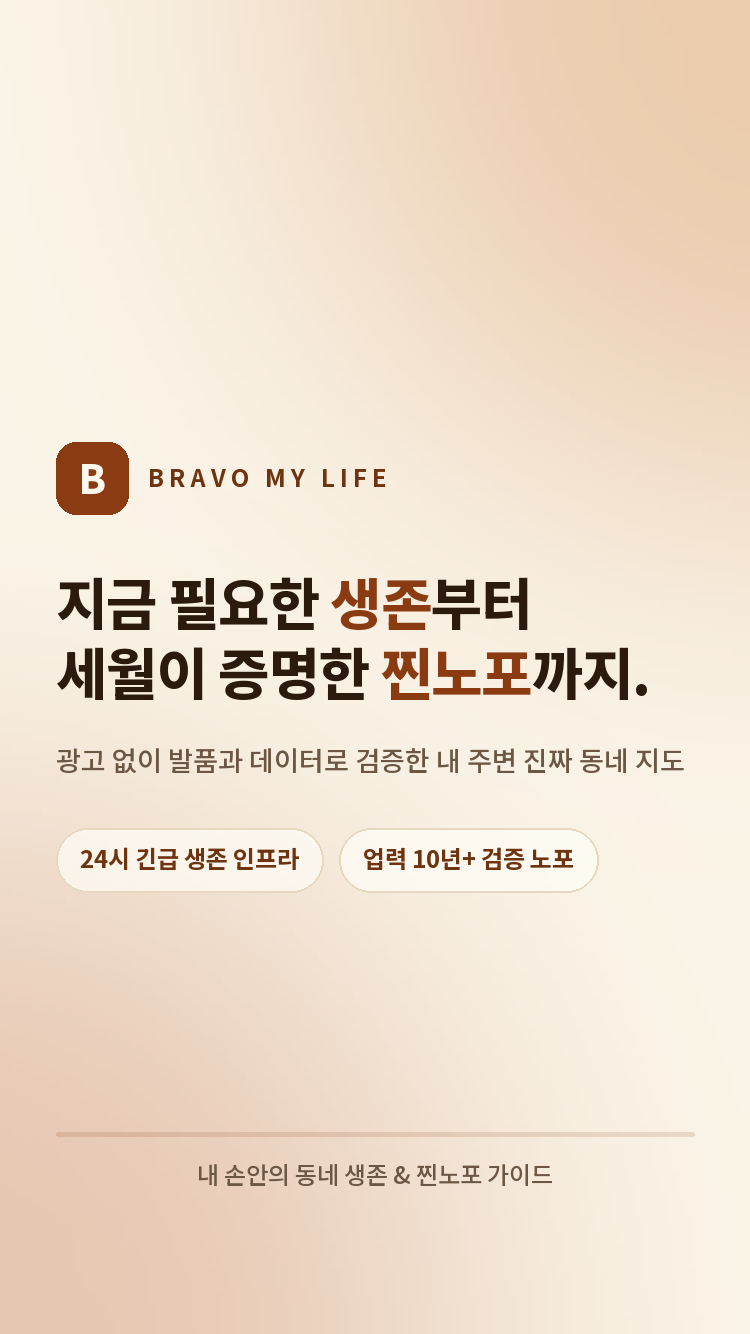 B
BRAVO MY LIFE
지금 필요한 생존부터
세월이 증명한 찐노포까지.
광고 없이 발품과 데이터로 검증한 내 주변 진짜 동네 지도
24시 긴급 생존 인프라
업력 10년+ 검증 노포
내 손안의 동네 생존 & 찐노포 가이드